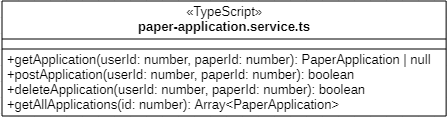 «TypeScript»
paper-application.service.ts
+getApplication(userId: number, paperId: number): PaperApplication | null
+postApplication(userId: number, paperId: number): boolean
+deleteApplication(userId: number, paperId: number): boolean
+getAllApplications(id: number): Array<PaperApplication>